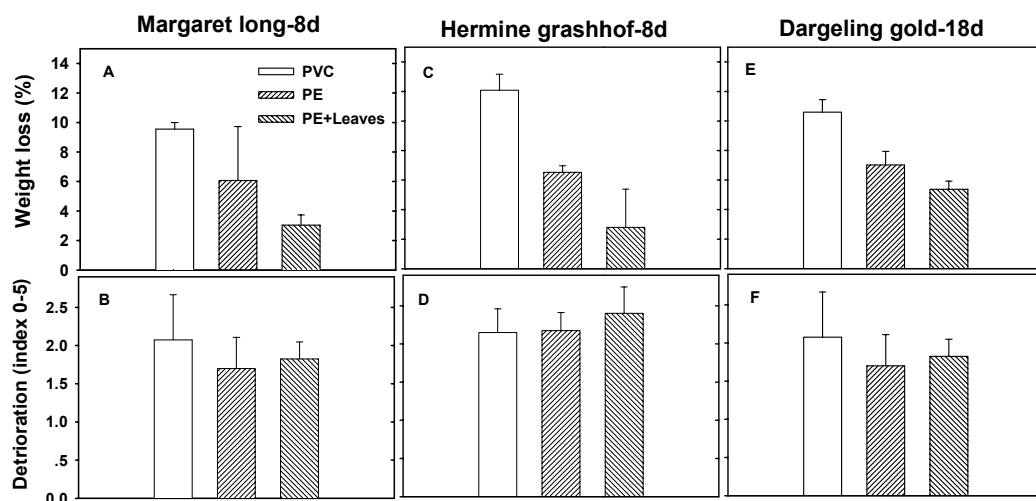 Margaret long-8d
Hermine grashhof-8d
Dargeling gold-18d
Weight loss (%)
14
12
10
8
6
4
2
0
A
PVC
PE
PE+Leaves
C
E
Detrioration (index 0-5)
2.5
2.0
1.5
1.0
.5
0.0
B
D
F